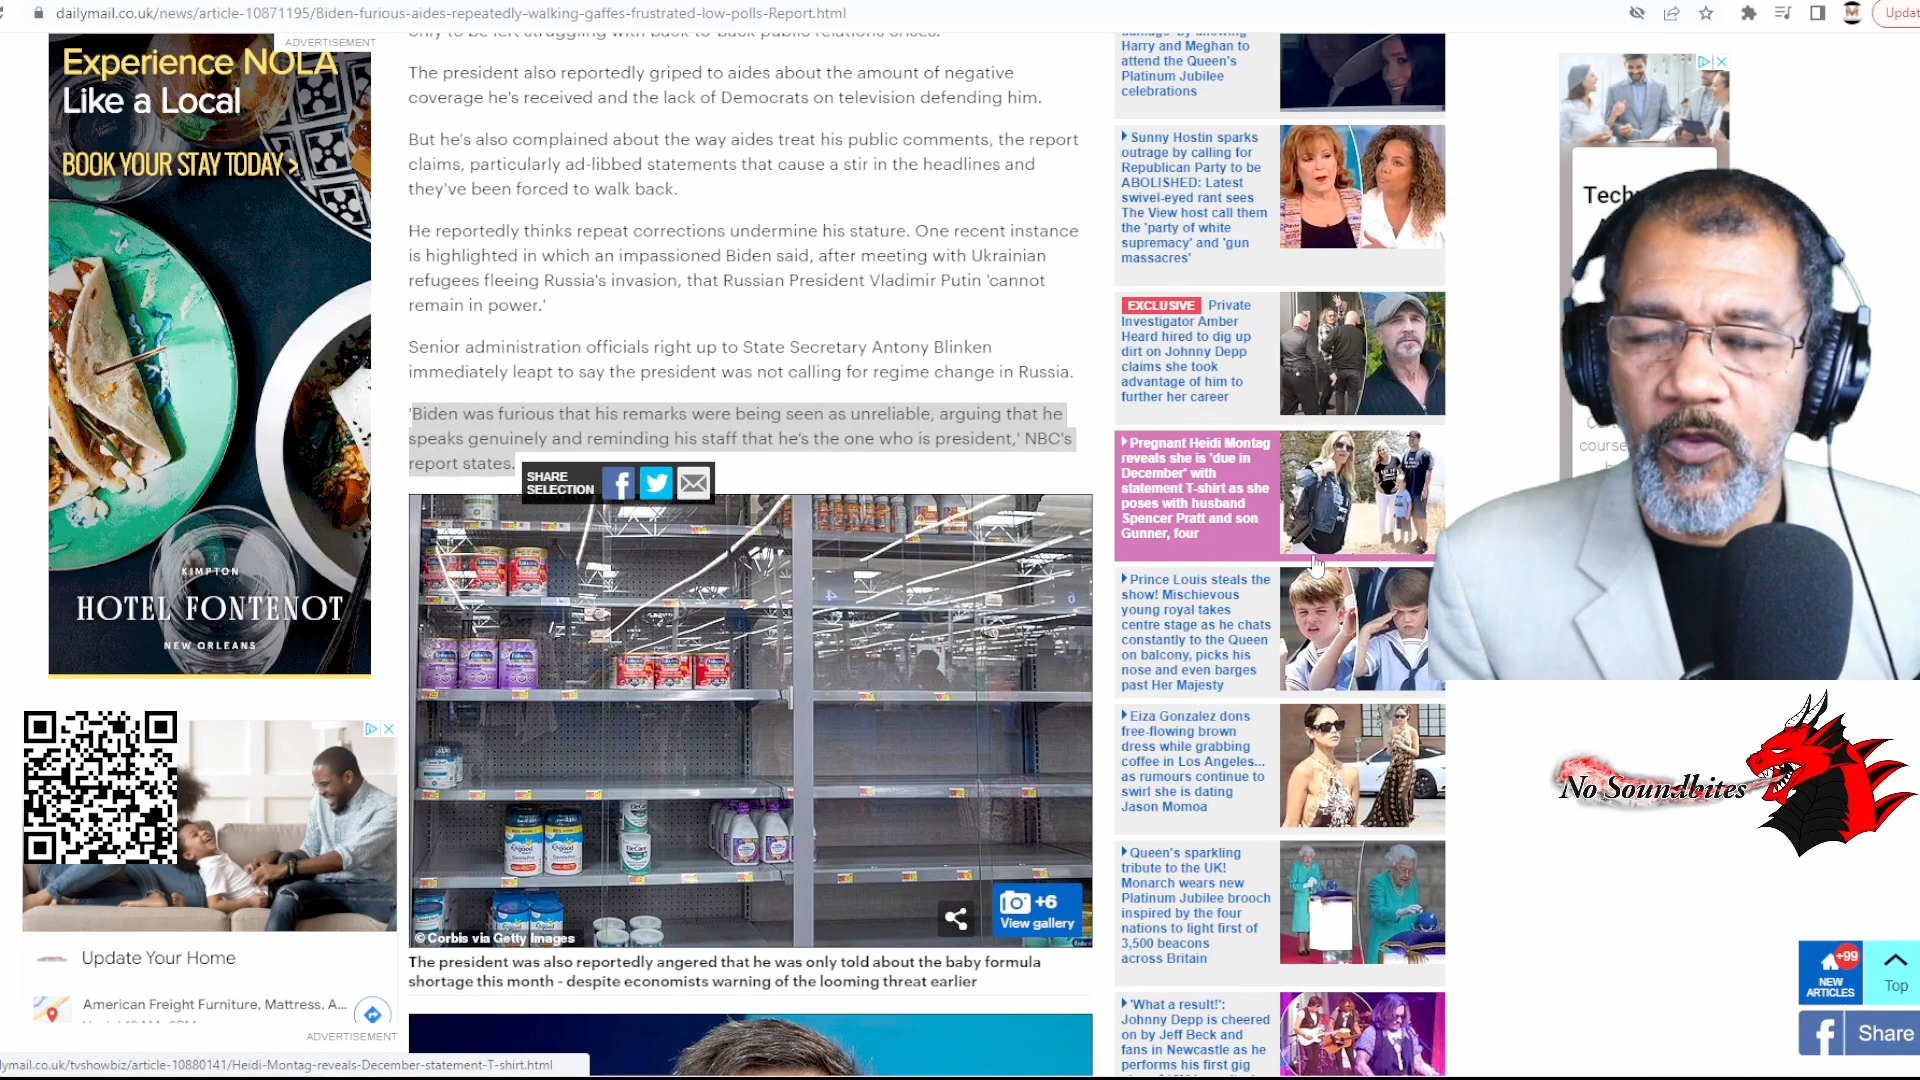 dailymail.co.uk/news/article-10871195/Biden-furious-aides-repeatedly-walking-gaffes-frustrated-low-polls-Report.html
Updat
ADVERTISEMENT
Experience NOLA
Like a Local
BOOK YOUR STAY TODAY >
KIMPTON
HOTEL FONTENOT
NEW ORLEANS
Update Your Home
American Freight Furniture, Mattress, A...
ADVERTISEMENT
lymail.co.uk/tvshowbiz/article-10880141/Heidi-Montag-reveals-December-statement-T-shirt.html
only to be left struggling with back-to-back public relations crises.
The president also reportedly griped to aides about the amount of negative
coverage he's received and the lack of Democrats on television defending him.
But he's also complained about the way aides treat his public comments, the report
claims, particularly ad-libbed statements that cause a stir in the headlines and
they've been forced to walk back.
He reportedly thinks repeat corrections undermine his stature. One recent instance
is highlighted in which an impassioned Biden said, after meeting with Ukrainian
refugees fleeing Russia's invasion, that Russian President Vladimir Putin 'cannot
remain in power.'
Senior administration officials right up to State Secretary Antony Blinken
immediately leapt to say the president was not calling for regime change in Russia.
'Biden was furious that his remarks were being seen as unreliable, arguing that he
speaks genuinely and reminding his staff that he's the one who is president,' NBC's
report states.
SHARE
SELECTION
© Corbis via Getty Images
+6
View gallery
The president was also reportedly angered that he was only told about the baby formula
shortage this month - despite economists warning of the looming threat earlier
damage' by allowing
Harry and Meghan to
attend the Queen's
Platinum Jubilee
celebrations
Sunny Hostin sparks
outrage by calling for
Republican Party to be
ABOLISHED: Latest
swivel-eyed rant sees
The View host call them
the 'party of white
supremacy' and 'gun
massacres'
EXCLUSIVE Private
Investigator Amber
Heard hired to dig up
dirt on Johnny Depp
claims she took
advantage of him to
further her career
Pregnant Heidi Montag
reveals she is 'due in
December' with
statement T-shirt as she
poses with husband
Spencer Pratt and son
Gunner, four
Prince Louis steals the
show! Mischievous
young royal takes
centre stage as he chats
constantly to the Queen
on balcony, picks his
nose and even barges
past Her Majesty
Eiza Gonzalez dons
free-flowing brown
dress while grabbing
coffee in Los Angeles...
as rumours continue to
swirl she is dating
Jason Momoa
Queen's sparkling
tribute to the UK!
Monarch wears new
Platinum Jubilee brooch
inspired by the four
nations to light first of
3,500 beacons
across Britain
'What a result!':
Johnny Depp is cheered
on by Jeff Beck and
fans in Newcastle as he
performs his first gig
Tech
course
No Soundbites
+99
NEW
ARTICLES
Top
Share